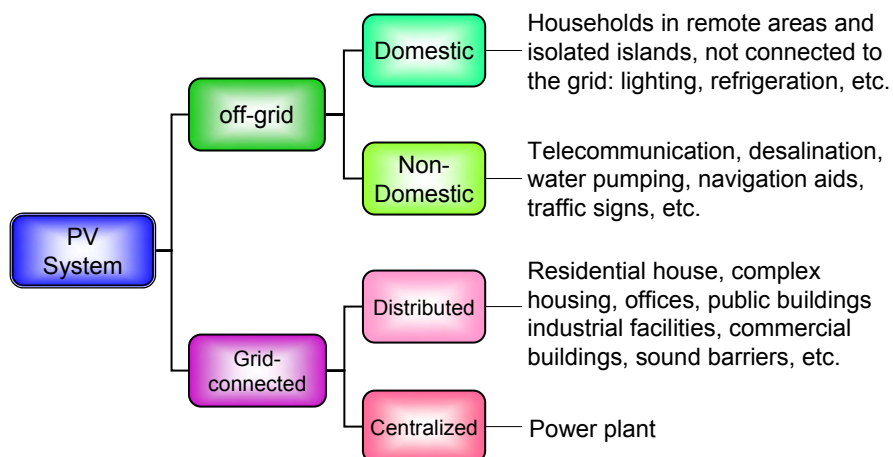 PV
System
off-grid
Domestic
Households in remote areas and
isolated islands, not connected to
the grid: lighting, refrigeration, etc.
Non-
Domestic
Telecommunication, desalination,
water pumping, navigation aids,
traffic signs, etc.
Grid-
connected
Distributed
Residential house, complex
housing, offices, public buildings
industrial facilities, commercial
buildings, sound barriers, etc.
Centralized
Power plant